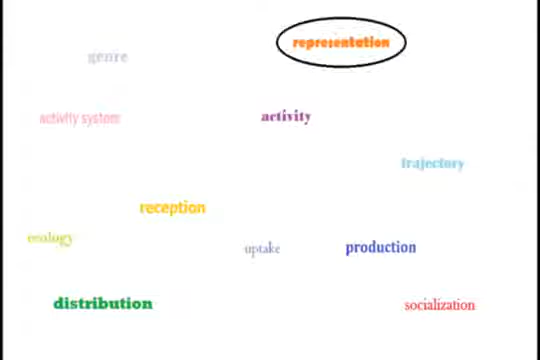 representation
genre
activity system
activity
trajectory
reception
ecology
uptake
production
distribution
socialization